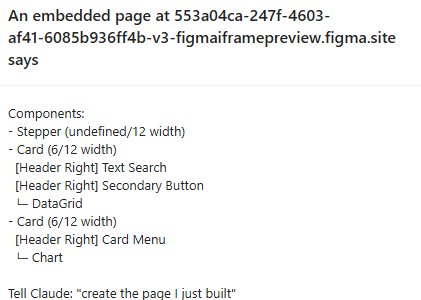 An embedded page at 553a04ca-247f-4603-
af41-6085b936ff4b-v3-figmaiframepreview.figma.site
says
Components:
- Stepper (undefined/12 width)
- Card (6/12 width)
[Header Right] Text Search
[Header Right] Secondary Button
└─ DataGrid
- Card (6/12 width)
[Header Right] Card Menu
└─ Chart
Tell Claude: "create the page I just built"